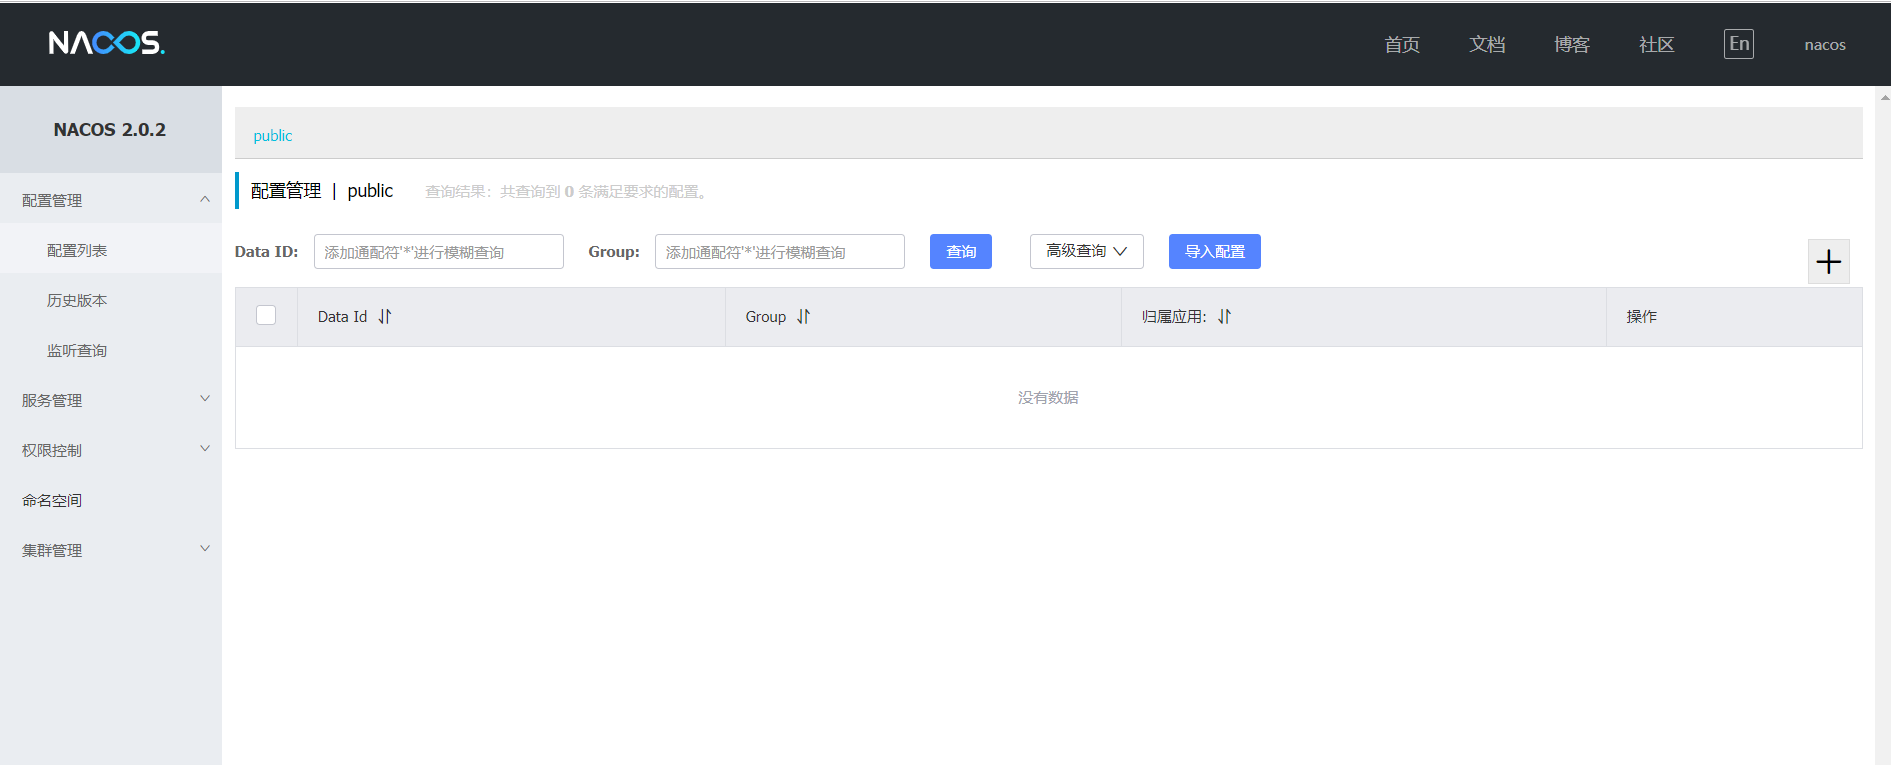 NACOS.
首页 文档 博客 社区 En nacos
NACOS 2.0.2
配置管理
配置列表
历史版本
监听查询
服务管理
权限控制
命名空间
集群管理
public
配置管理 | public 查询结果：共查询到 0 条满足要求的配置。
Data ID: 添加通配符'*'进行模糊查询 Group: 添加通配符'*'进行模糊查询 查询 高级查询 导入配置
Data Id Group 归属应用: 操作
没有数据